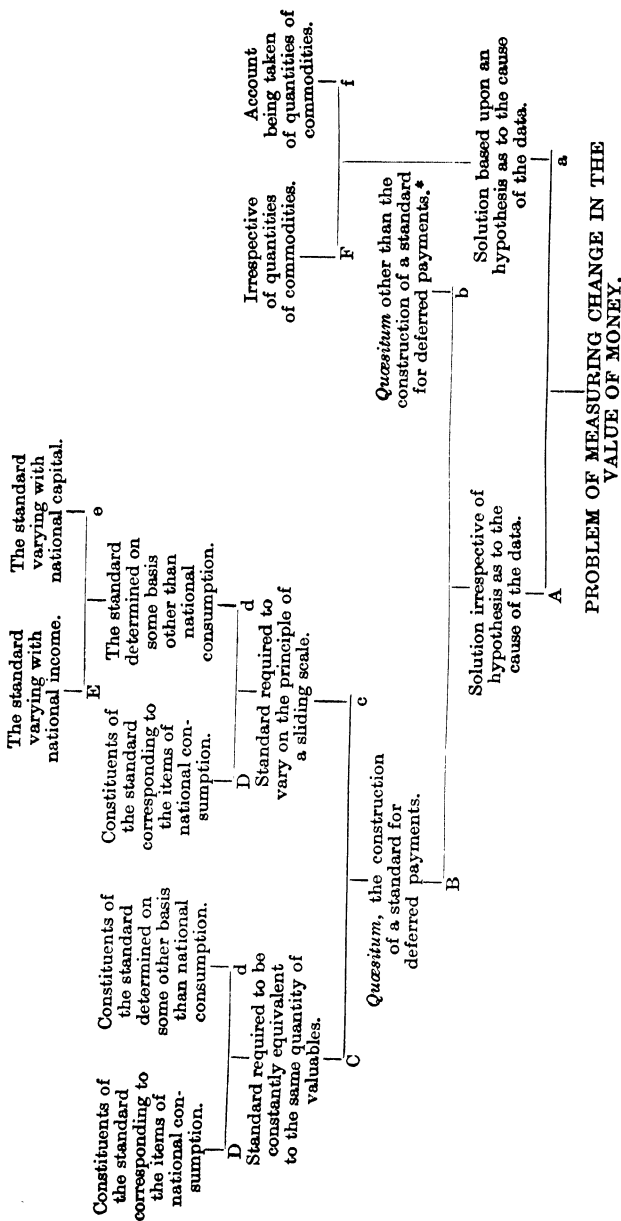 The standard
varying with
national income.
The standard
varying with
national capital.
E
e
Constituents of
the standard
corresponding to
the items of
national con-
sumption.
Constituents of
the standard
determined on
some other basis
than national
consumption.
Constituents of
the standard
corresponding to
the items of
national con-
sumption.
The standard
determined on
some basis
other than
national
consumption.
D
d
D
d
Standard required to be
constantly equivalent
to the same quantity of
valuables.
Standard required to
vary on the principle of
a sliding scale.
Irrespective
of quantities
of commodities.
Account
being taken
of quantities of
commodities.
C
c
F
f
Quæsitum, the construction
of a standard for
deferred payments.
Quæsitum other than the
construction of a standard
for deferred payments.*
B
b
Solution irrespective of
hypothesis as to the
cause of the data.
Solution based upon an
hypothesis as to the cause
of the data.
A
a
PROBLEM OF MEASURING CHANGE IN THE
VALUE OF MONEY.